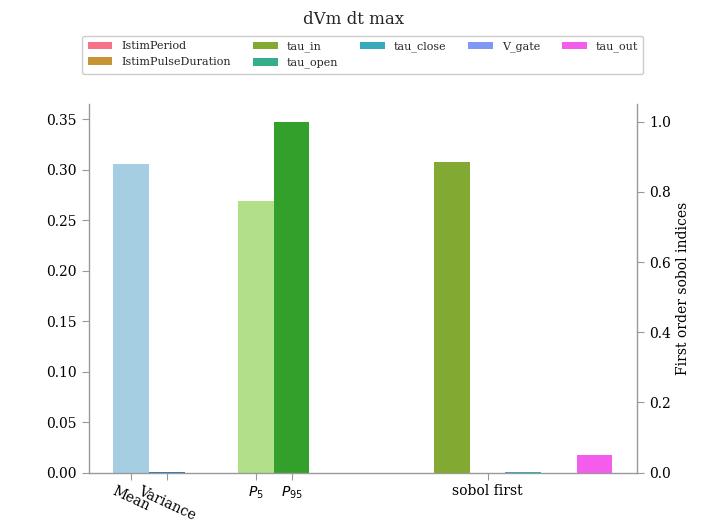 dVm dt max
IstimPeriod tau_in tau_close V_gate tau_out
IstimPulseDuration tau_open
0.35
0.30
0.25
0.20
0.15
0.10
0.05
0.00
1.0
0.8
0.6
0.4
0.2
0.0
First order sobol indices
Mean Variance P5 P95 sobol first